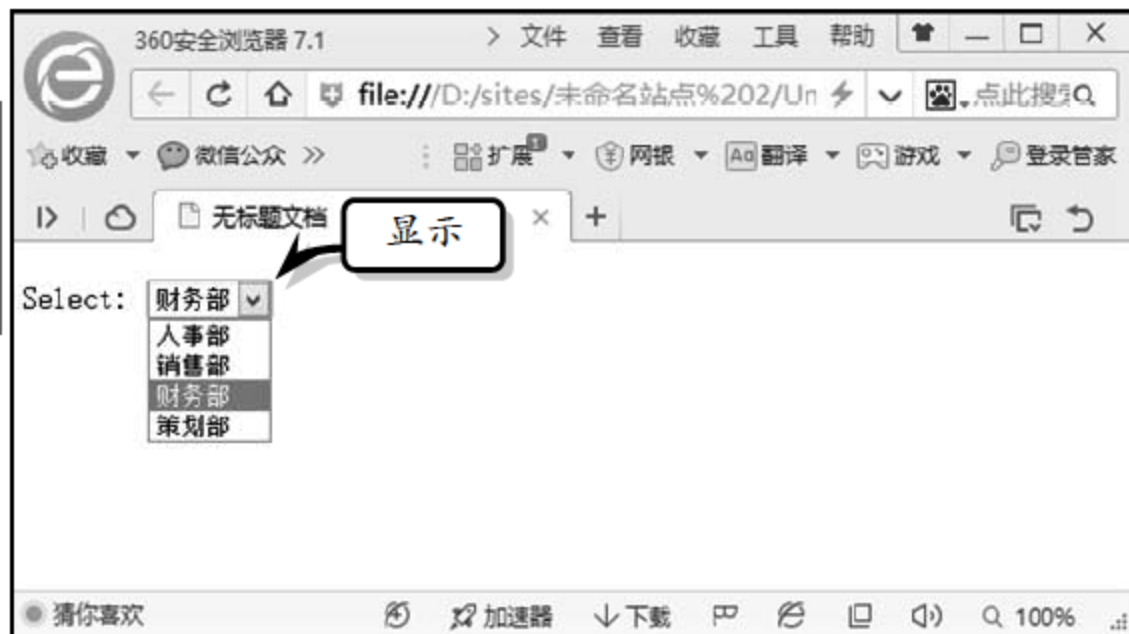 360安全浏览器 7.1 > 文件 查看 收藏 工具 帮助
file:///D:/sites/未命名站点%202/Un 点此搜
收藏 微信公众 >> 扩展 1 网银 Aa 翻译 游戏 登录管家
无标题文档
显示
Select: 财务部
人事部
销售部
财务部
策划部
猜你喜欢 加速器 下载 100%